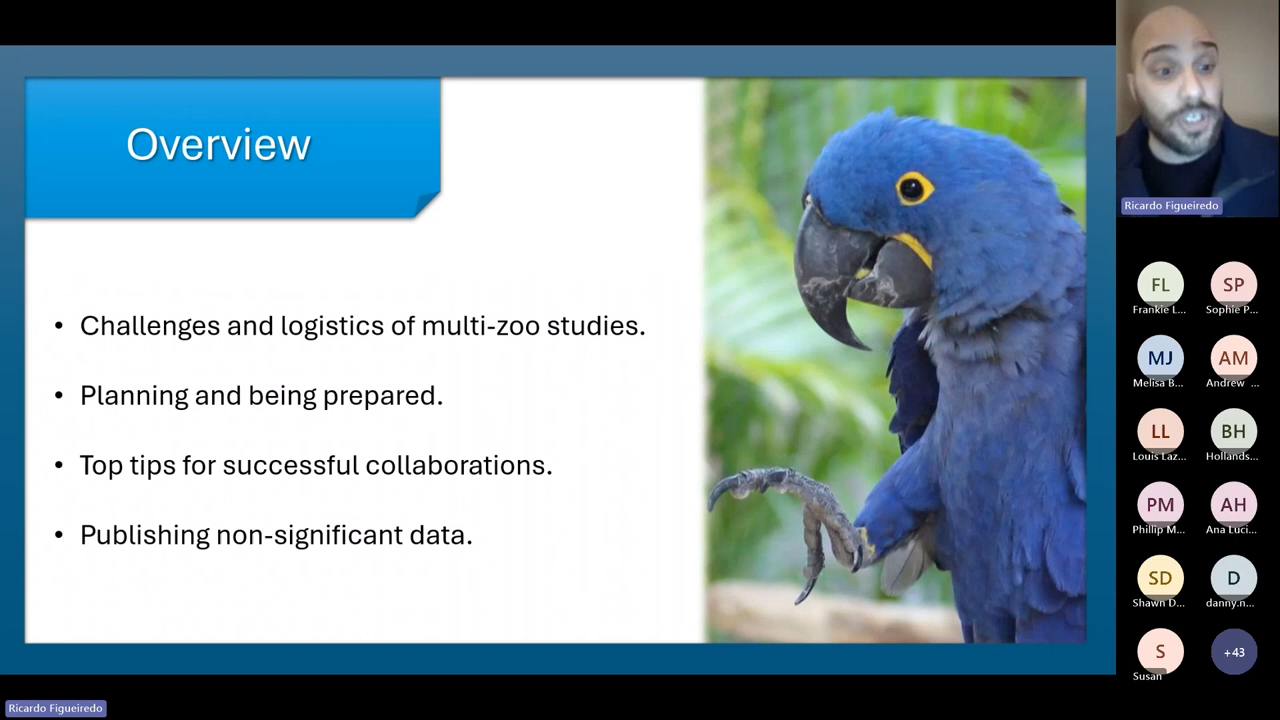 Overview
• Challenges and logistics of multi-zoo studies.
• Planning and being prepared.
• Top tips for successful collaborations.
• Publishing non-significant data.
Ricardo Figueiredo
FL
Frankie L...
SP
Sophie P...
MJ
Melisa B...
AM
Andrew ...
LL
Louis Laz...
BH
Hollands...
PM
Phillip M...
AH
Ana Luci...
SD
Shawn D...
D
danny.n...
S
Susan
+43
Ricardo Figueiredo